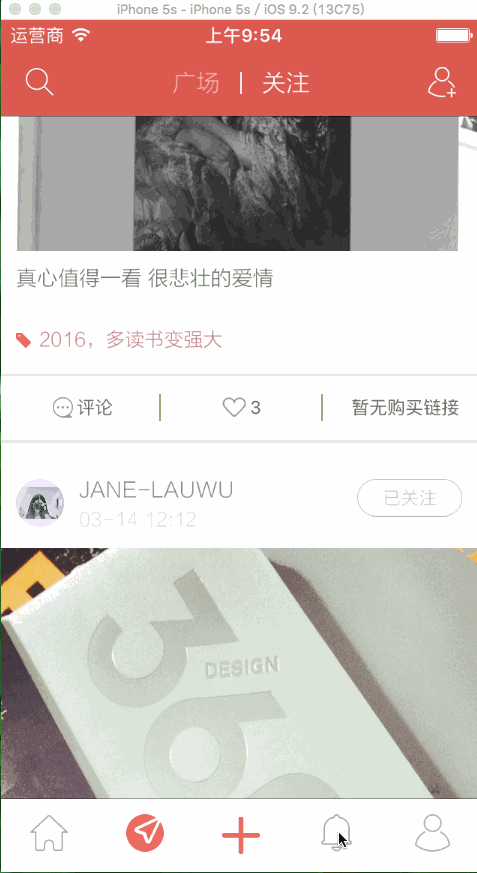 iPhone 5s - iPhone 5s / iOS 9.2 (13C75)
运营商 上午9:54
广场 | 关注
真心值得一看 很悲壮的爱情
2016，多读书变强大
评论 3 暂无购买链接
JANE-LAUWU 已关注
03-14 12:12
DESIGN
36